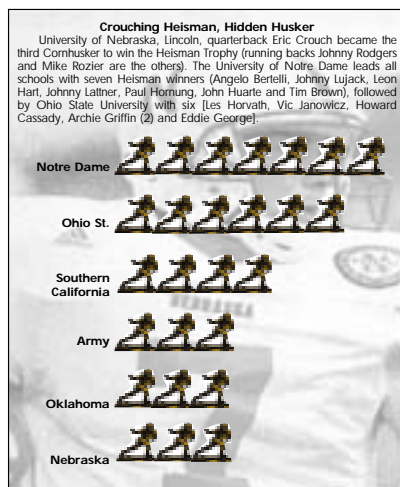 Crouching Heisman, Hidden Husker
University of Nebraska, Lincoln, quarterback Eric Crouch became the
third Cornhusker to win the Heisman Trophy (running backs Johnny Rodgers
and Mike Rozier are the others). The University of Notre Dame leads all
schools with seven Heisman winners (Angelo Bertelli, Johnny Lujack, Leon
Hart, Johnny Lattner, Paul Hornung, John Huarte and Tim Brown), followed
by Ohio State University with six [Les Horvath, Vic Janowicz, Howard
Cassady, Archie Griffin (2) and Eddie George].
Notre Dame
Ohio St.
Southern
California
NEBRASKA
Army
Oklahoma
Nebraska